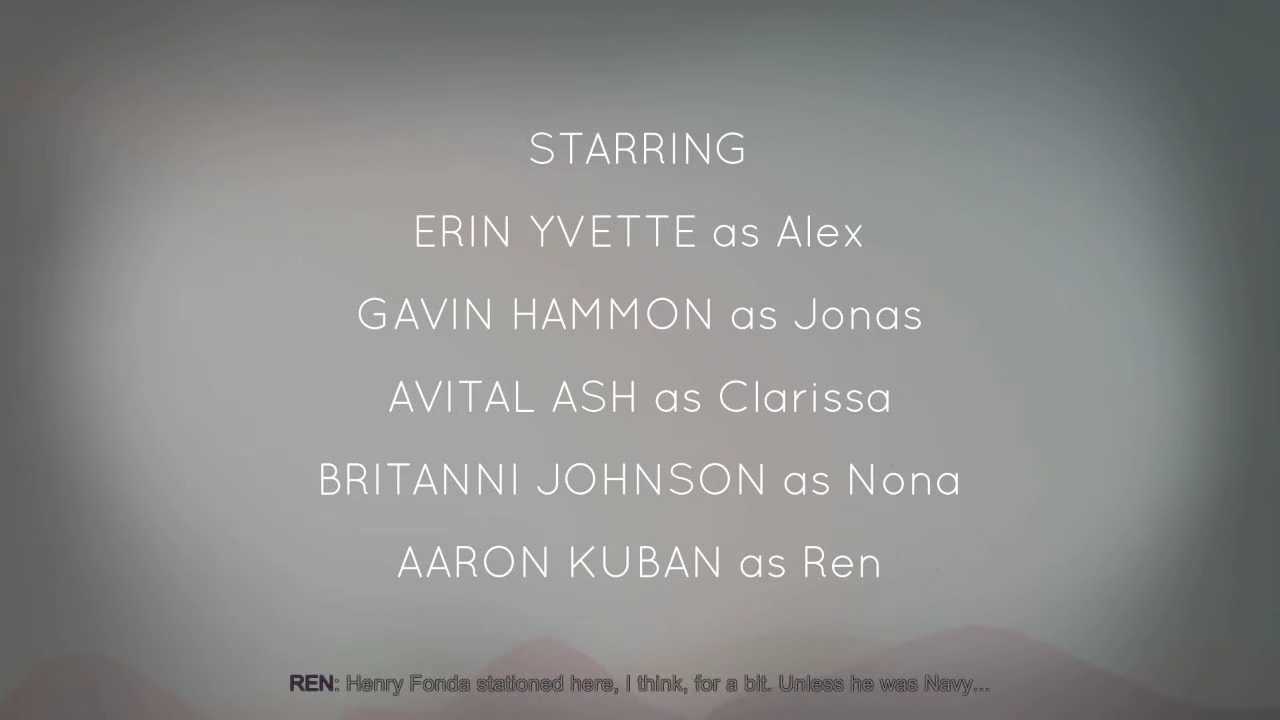 STARRING
ERIN YVETTE as Alex
GAVIN HAMMON as Jonas
AVITAL ASH as Clarissa
BRITANNI JOHNSON as Nona
AARON KUBAN as Ren
REN: Henry Fonda stationed here, I think, for a bit. Unless he was Navy...